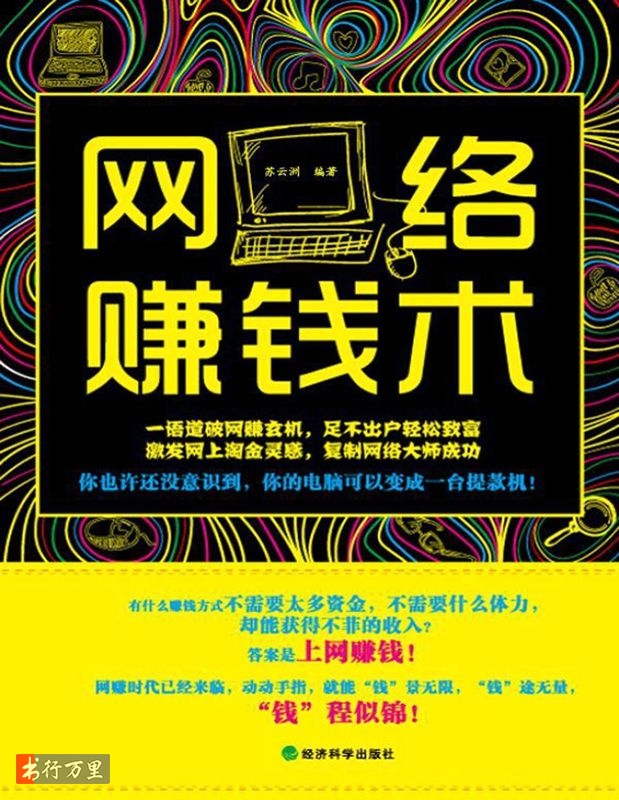 网络
苏云洲 编著
赚钱术
一语道破网赚玄机，足不出户轻松致富
激发网上淘金灵感，复制网络大师成功
你也许还没意识到，你的电脑可以变成一台提款机！
有什么赚钱方式不需要太多资金，不需要什么体力，
却能获得不菲的收入？
答案是上网赚钱！
网赚时代已经来临，动动手指，就能“钱”景无限，“钱”途无量，
“钱”程似锦！
经济科学出版社
书行万里